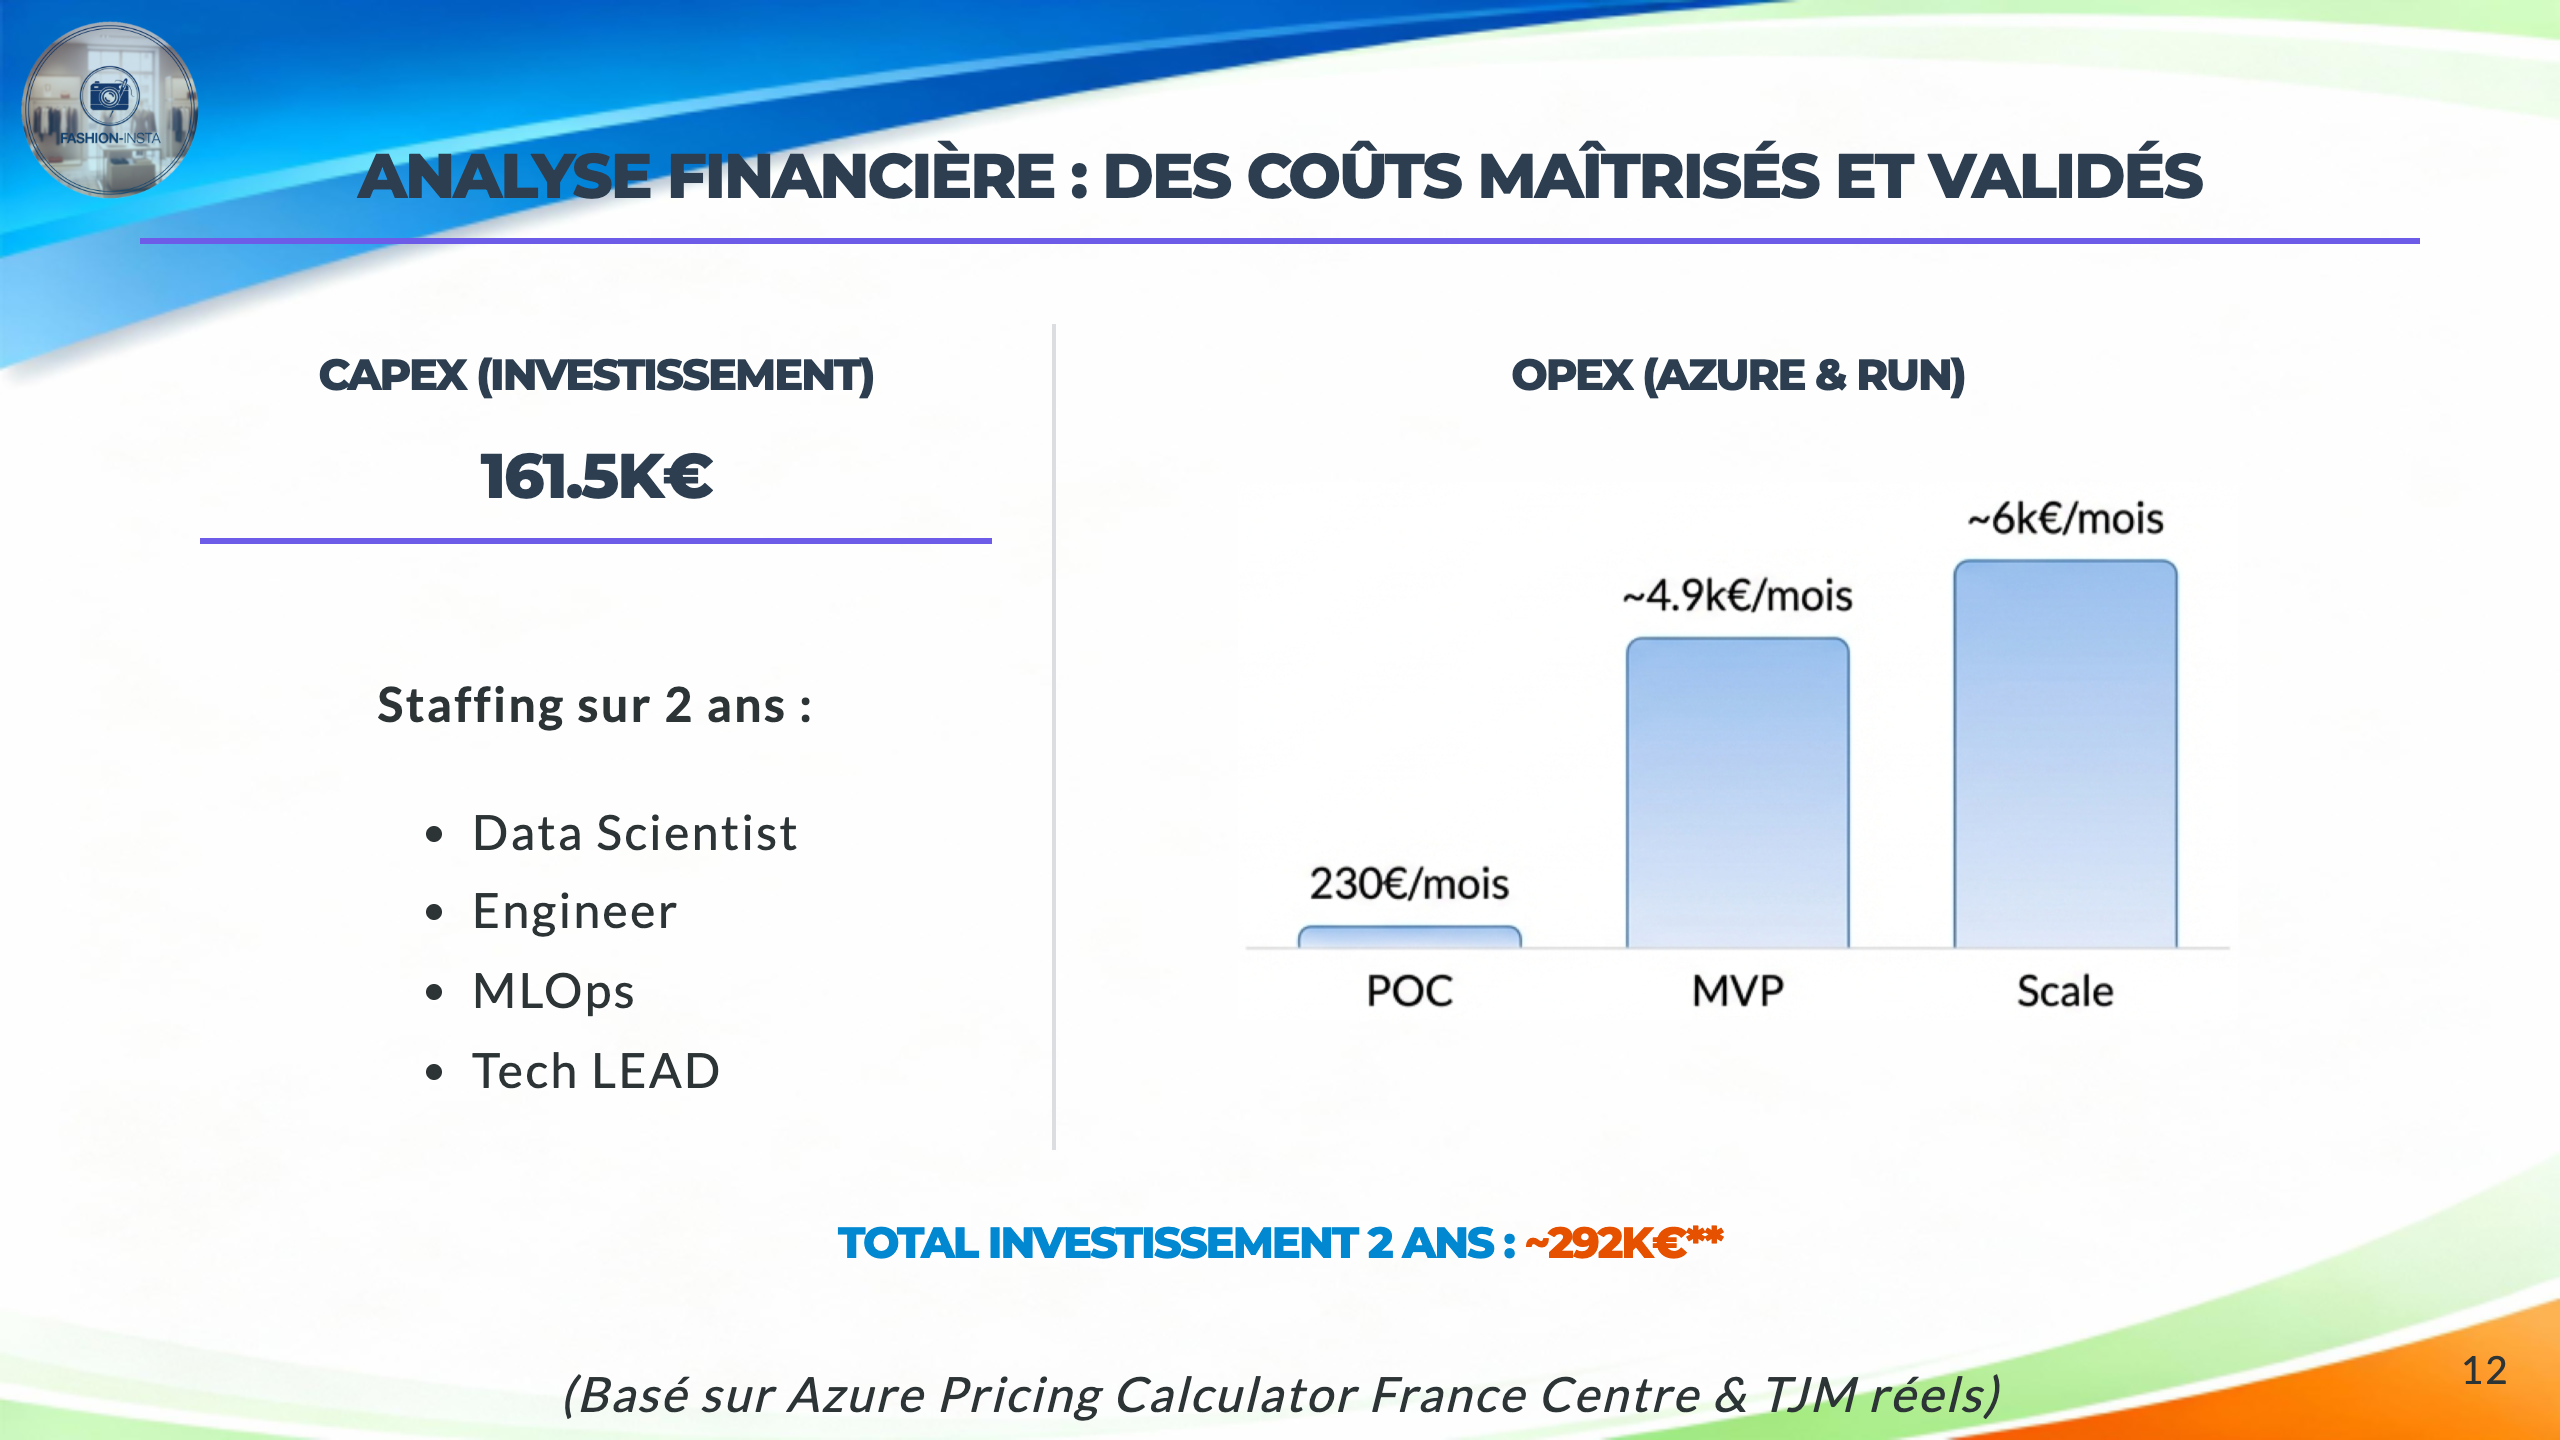 FASHION-INSTA
ANALYSE FINANCIÈRE : DES COÛTS MAÎTRISÉS ET VALIDÉS
CAPEX (INVESTISSEMENT)
161.5K€
Staffing sur 2 ans :
• Data Scientist
• Engineer
• MLOps
• Tech LEAD
OPEX (AZURE & RUN)
~6k€/mois
~4.9k€/mois
230€/mois
POC MVP Scale
TOTAL INVESTISSEMENT 2 ANS : ~292K€**
(Basé sur Azure Pricing Calculator France Centre & TJM réels)
12